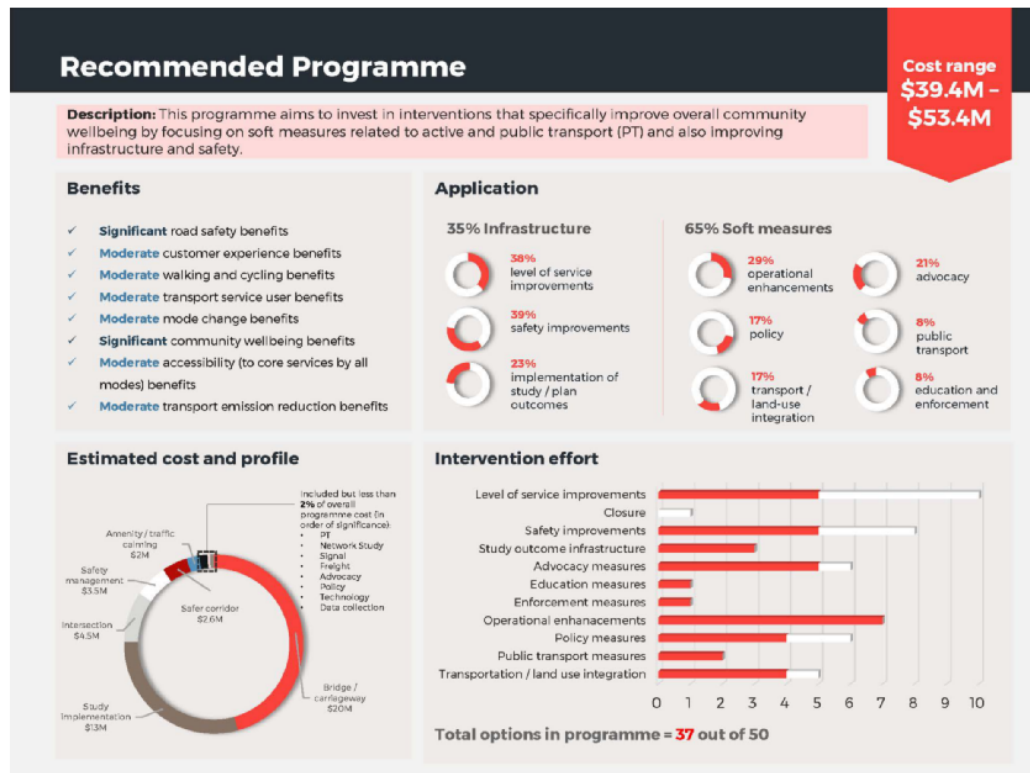 Recommended Programme
Cost range
$39.4M –
$53.4M
Description: This programme aims to invest in interventions that specifically improve overall community
wellbeing by focusing on soft measures related to active and public transport (PT) and also improving
infrastructure and safety.
Benefits
✓ Significant road safety benefits
✓ Moderate customer experience benefits
✓ Moderate walking and cycling benefits
✓ Moderate transport service user benefits
✓ Moderate mode change benefits
✓ Significant community wellbeing benefits
✓ Moderate accessibility (to core services by all
modes) benefits
✓ Moderate transport emission reduction benefits
Application
35% Infrastructure
38%
level of service
improvements
39%
safety improvements
23%
implementation of
study / plan
outcomes
65% Soft measures
29%
operational
enhancements
17%
policy
17%
transport /
land-use
integration
21%
advocacy
8%
public
transport
8%
education and
enforcement
Estimated cost and profile
Included but less than
2% of overall
programme cost (in
order of significance):
• PT
• Network Study
• Signal
• Freight
• Advocacy
• Policy
• Technology
• Data collection
Amenity / traffic
calming
$2M
Safety
management
$3.5M
Safer corridor
$2.6M
Intersection
$4.5M
Bridge /
carriageway
$20M
Study
Implementation
$13M
Intervention effort
Level of service improvements
Closure
Safety improvements
Study outcome infrastructure
Advocacy measures
Education measures
Enforcement measures
Operational enhanacements
Policy measures
Public transport measures
Transportation / land use integration
0 1 2 3 4 5 6 7 8 9 10
Total options in programme = 37 out of 50